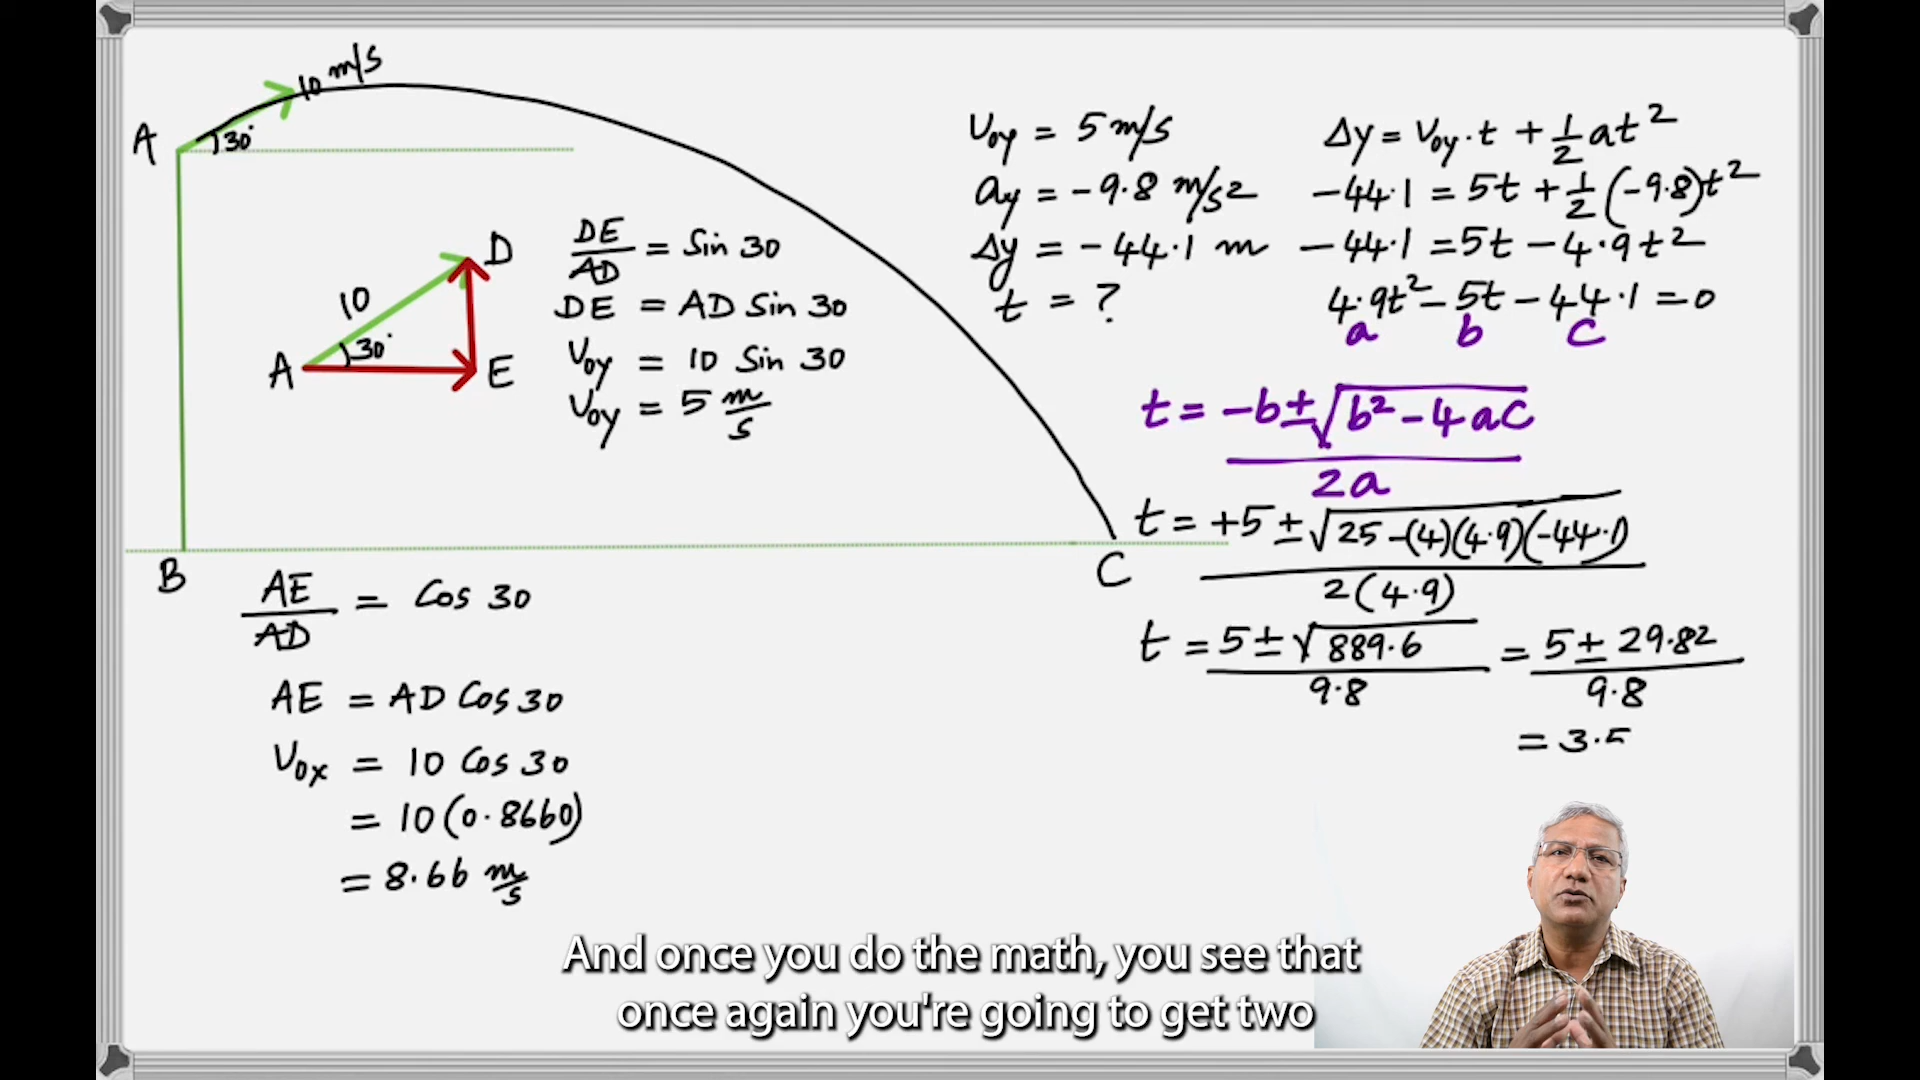 10 m/s
A
30°
D
10
30°
A
E
DE/AD = Sin 30
DE = AD Sin 30
Voy = 10 Sin 30
Voy = 5 m/s
B
C
AE/AD = Cos 30
AE = AD Cos 30
Vox = 10 Cos 30
= 10 (0.8660)
= 8.66 m/s
Voy = 5 m/s
ay = -9.8 m/s2
Δy = -44.1 m
t = ?
Δy = Voy·t + 1/2 at²
-44.1 = 5t + 1/2 (-9.8)t²
-44.1 = 5t - 4.9t²
4.9t² - 5t - 44.1 = 0
a b c
t = -b ± √b² - 4ac / 2a
t = +5 ± √25 - (4)(4.9)(-44.1) / 2(4.9)
t = 5 ± √889.6 / 9.8 = 5 ± 29.82 / 9.8
= 3.5
And once you do the math, you see that
once again you're going to get two